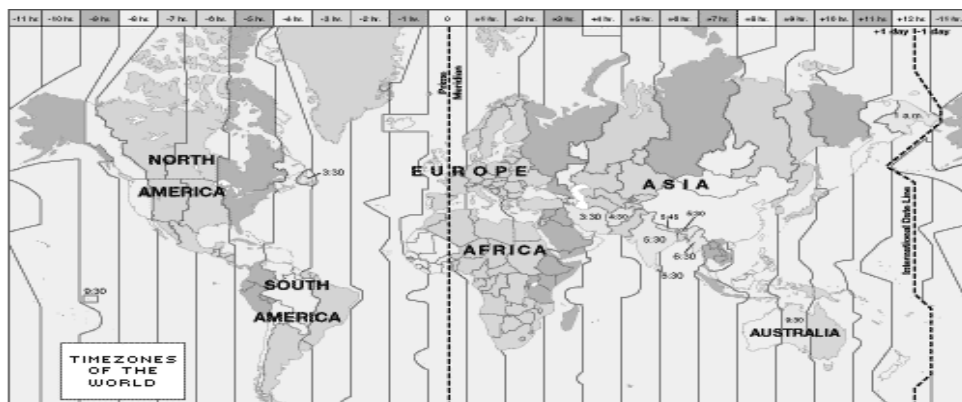 -11 hr. -10 hr. -9 hr. -8 hr. -7 hr. -6 hr. -5 hr. -4 hr. -3 hr. -2 hr. -1 hr. 0 +1 hr. +2 hr. +3 hr. +4 hr. +5 hr. +6 hr. +7 hr. +8 hr. +9 hr. +10 hr. +11 hr. +12 hr. -11 hr.
+1 day -1 day
Prime
Meridian
1 a.m.
NORTH
AMERICA
3:30
EUROPE
ASIA
3:30
4:30
5:45
5:30
6:30
5:30
AFRICA
International Date Line
9:30
SOUTH
AMERICA
9:30
AUSTRALIA
TIMEZONES
OF THE
WORLD